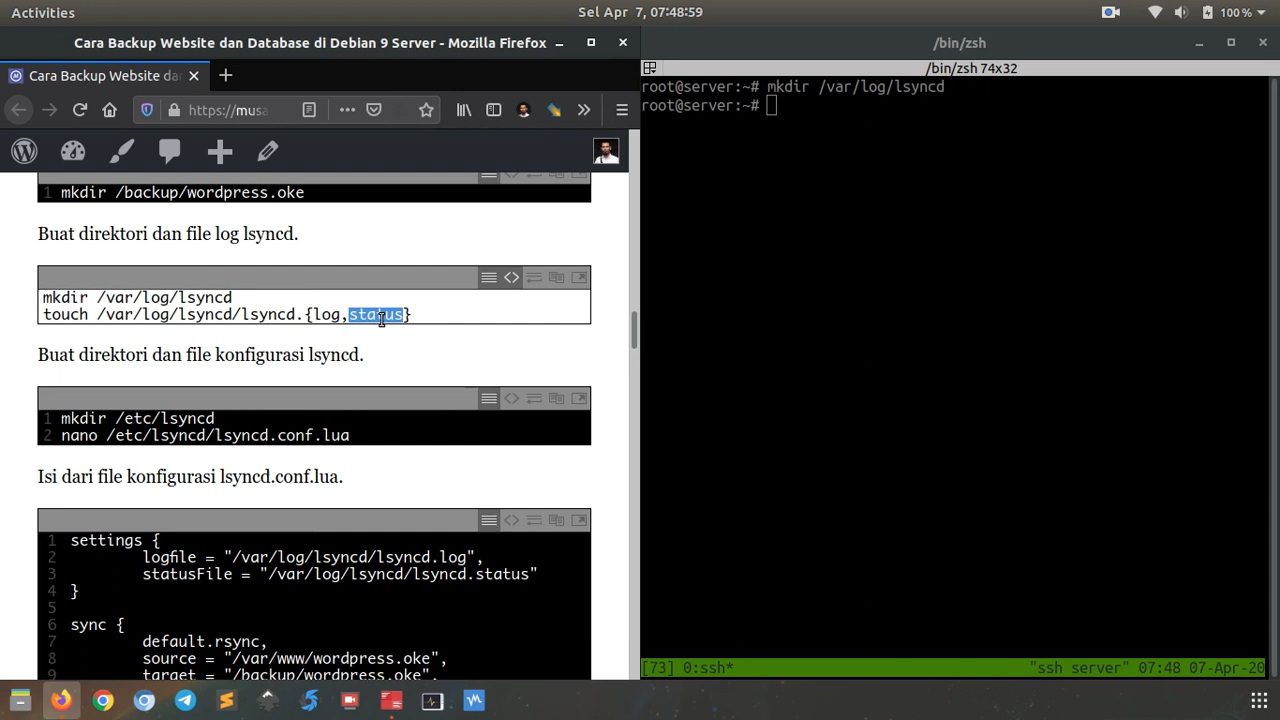 Activities
Sel Apr 7, 07:48:59
100 %
Cara Backup Website dan Database di Debian 9 Server - Mozilla Firefox
Cara Backup Website da
https://musa
1 mkdir /backup/wordpress.oke
Buat direktori dan file log lsyncd.
mkdir /var/log/lsyncd
touch /var/log/lsyncd/lsyncd.{log,status}
Buat direktori dan file konfigurasi lsyncd.
1 mkdir /etc/lsyncd
2 nano /etc/lsyncd/lsyncd.conf.lua
Isi dari file konfigurasi lsyncd.conf.lua.
1 settings {
2 logfile = "/var/log/lsyncd/lsyncd.log",
3 statusFile = "/var/log/lsyncd/lsyncd.status"
4 }
5
6 sync {
7 default.rsync,
8 source = "/var/www/wordpress.oke",
9 target = "/backup/wordpress.oke",
/bin/zsh
/bin/zsh 74x32
root@server:~# mkdir /var/log/lsyncd
root@server:~#
[73] 0:ssh*
"ssh server" 07:48 07-Apr-20